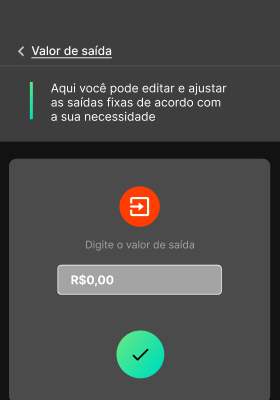 Valor de saída
Aqui você pode editar e ajustar
as saídas fixas de acordo com
a sua necessidade
Digite o valor de saída
R$0,00